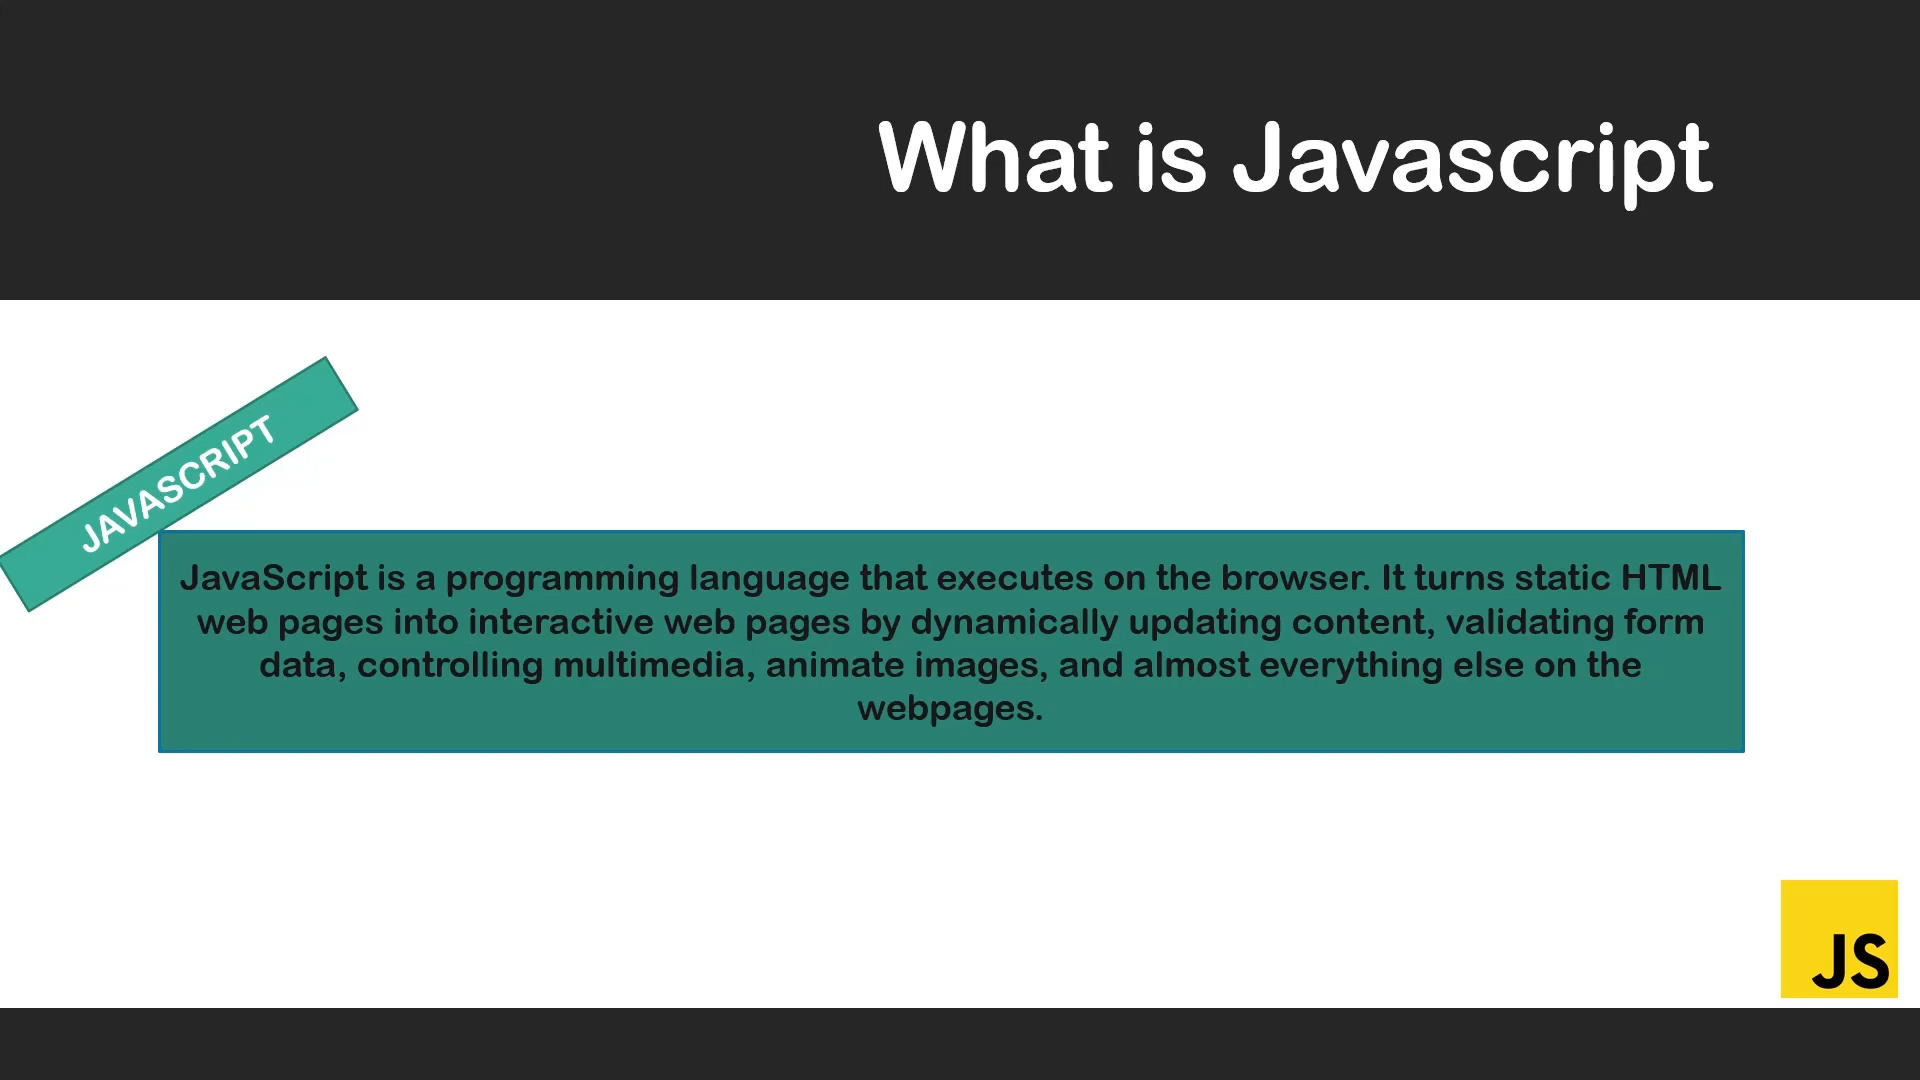 What is Javascript
JAVASCRIPT
JavaScript is a programming language that executes on the browser. It turns static HTML
web pages into interactive web pages by dynamically updating content, validating form
data, controlling multimedia, animate images, and almost everything else on the
webpages.
JS